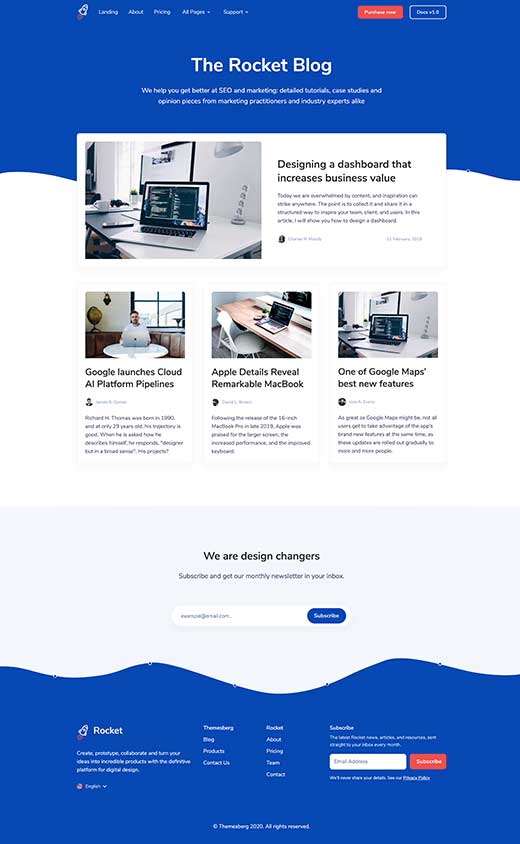 Landing About Pricing All Pages Support Purchase now Docs v1.0
The Rocket Blog
We help you get better at SEO and marketing: detailed tutorials, case studies and
opinion pieces from marketing practitioners and industry experts alike
Designing a dashboard that
increases business value
Today we are overwhelmed by content, and inspiration can
strike anywhere. The point is to collect it and share it in a
structured way to inspire your team, client, and users. In this
article, I will show you how to design a dashboard.
Charles H. Moody 11 February, 2018
Google launches Cloud
AI Platform Pipelines
James A. Cornar
Richard H. Thomas was born in 1990,
and at only 29 years old, his trajectory is
good. When he is asked how he
describes himself, he responds, "designer
but in a broad sense". His projects?
Apple Details Reveal
Remarkable MacBook
David L. Brown
Following the release of the 16-inch
MacBook Pro in late 2019, Apple was
praised for the larger screen, the
increased performance, and the improved
keyboard.
One of Google Maps'
best new features
A. Evans
As great as Google Maps might be, not all
users get to take advantage of the app's
brand new features at the same time, as
these updates are rolled out gradually to
more and more people.
We are design changers
Subscribe and get our monthly newsletter in your inbox.
example@email.com... Subscribe
Rocket
Create, prototype, collaborate and turn your
ideas into incredible products with the definitive
platform for digital design.
English
Themesberg
Blog
Products
Contact Us
Rocket
About
Pricing
Team
Contact
Subscribe
The latest Rocket news, articles, and resources, sent
straight to your inbox every month.
Email Address Subscribe
We'll never share your details. See our Privacy Policy
© Themesberg 2020. All rights reserved.